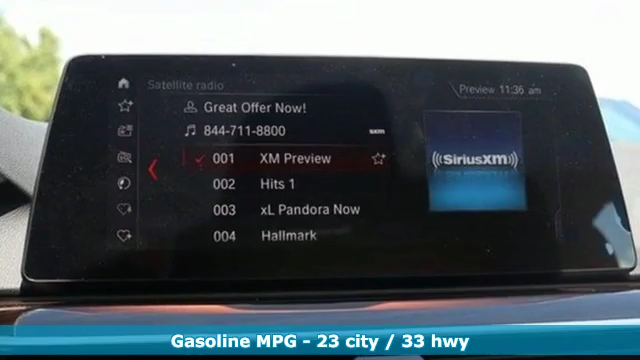 Satellite radio
Preview 11:36 am
Great Offer Now!
844-711-8800
sxm
001 XM Preview
002 Hits 1
003 xL Pandora Now
004 Hallmark
((SiriusXM))
Gasoline MPG - 23 city / 33 hwy